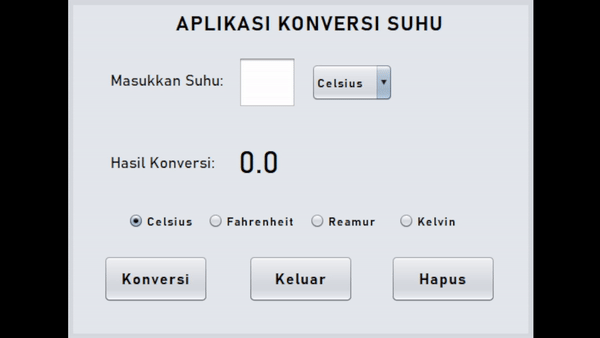 APLIKASI KONVERSI SUHU
Masukkan Suhu: Celsius
Hasil Konversi: 0.0
Celsius Fahrenheit Reamur Kelvin
Konversi Keluar Hapus